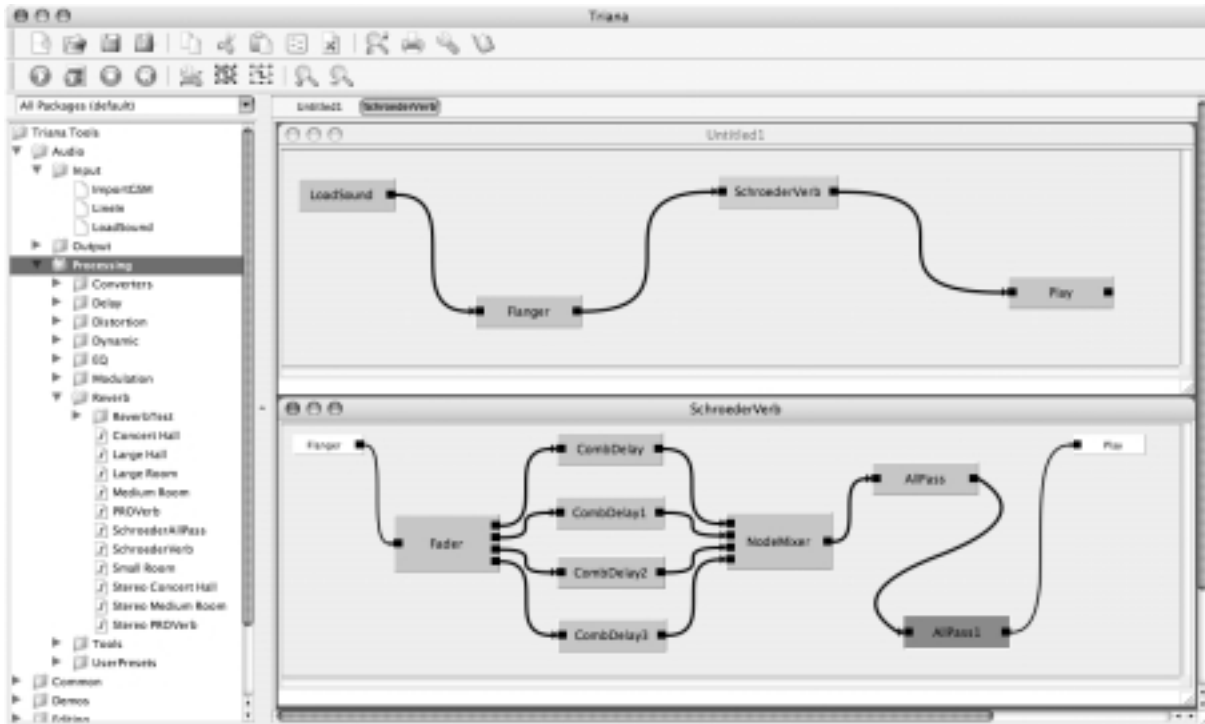 Triana
All Packages (default)
Untitled1 SchroederVerb
Triana Tools
Audio
Input
ImportGSM
LineIn
LoadSound
Output
Processing
Converters
Delay
Distortion
Dynamic
EQ
Modulation
Reverb
ReverbTest
Concert Hall
Large Hall
Large Room
Medium Room
PROVerb
SchroederAllPass
SchroederVerb
Small Room
Stereo Concert Hall
Stereo Medium Room
Stereo PROVerb
Tools
UserPresets
Common
Demos
Editing
Untitled1
LoadSound
SchroederVerb
Flanger
Play
SchroederVerb
Flanger
CombDelay
Play
AllPass
CombDelay1
Fader
NodeMixer
CombDelay2
CombDelay3
AllPass1